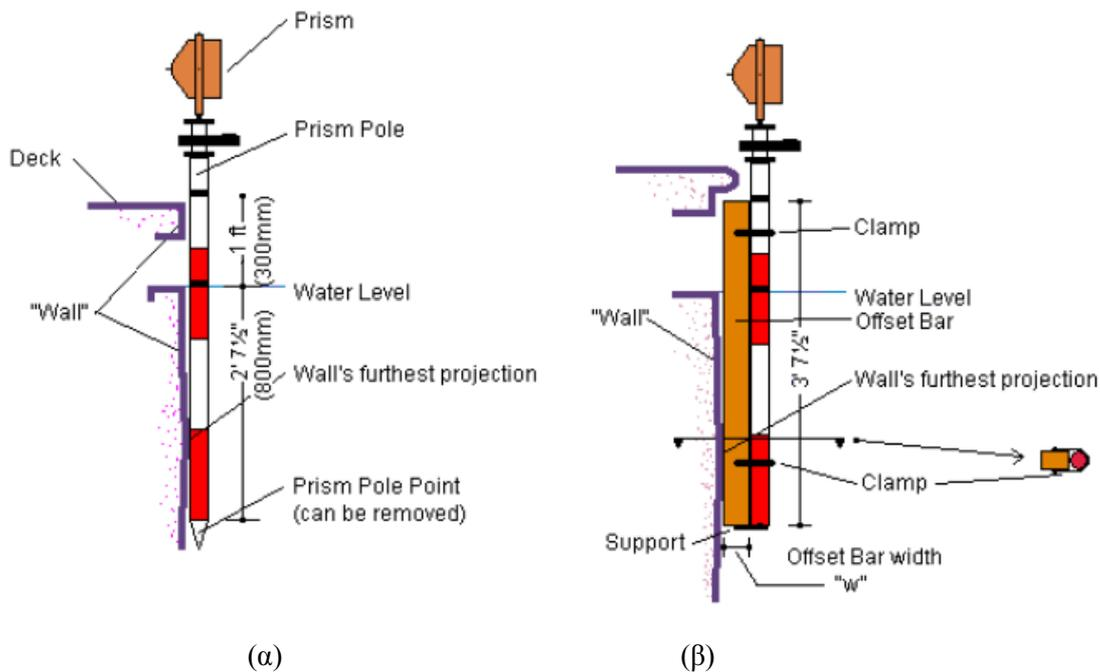 Prism
Prism Pole
Deck
1 ft.
(300mm)
"Wall"
Water Level
2' 7½"
(800mm)
Wall's furthest projection
Prism Pole Point
(can be removed)
(α)
Clamp
Water Level
Offset Bar
"Wall"
3' 7½"
Wall's furthest projection
Clamp
Support
Offset Bar width
"w"
(β)